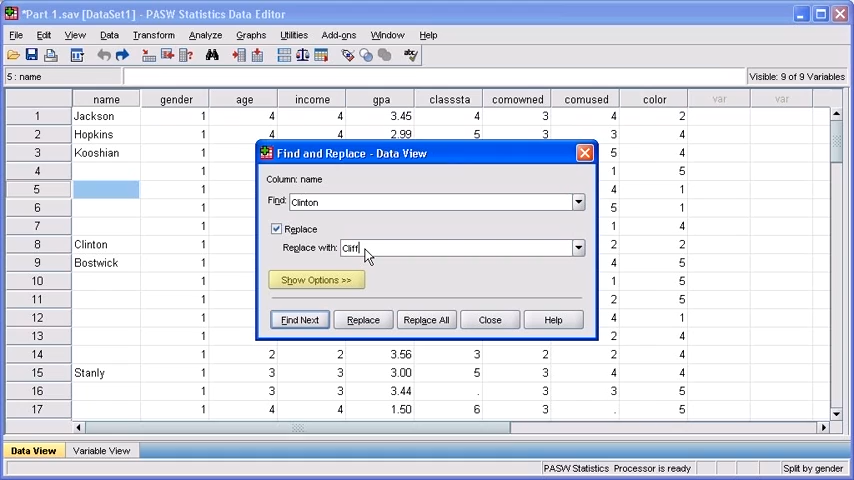 *Part 1.sav [DataSet1] - PASW Statistics Data Editor
File Edit View Data Transform Analyze Graphs Utilities Add-ons Window Help
5 : name Visible: 9 of 9 Variables
name gender age income gpa classsta comowned comused color var var
1 Jackson 1 4 4 3.45 4 3 4 2
2 Hopkins 1 4 4 2.99 5 3 3 4
3 Kooshian 1 5 4
4 1 1 5
5 1 4 1
6 1 5 1
7 1 4 4
8 Clinton 1 2 2
9 Bostwick 1 4 5
10 1 1 5
11 1 2 5
12 1 4 1
13 1 2 4
14 1 2 2 3.56 3 2 2 4
15 Stanly 1 3 3 3.00 5 3 4 4
16 1 3 3 3.44 . 3 3 5
17 1 4 4 1.50 6 3 . 5
Find and Replace - Data View
Column: name
Find: Clinton
Replace
Replace with: Cliff
Show Options >>
Find Next Replace Replace All Close Help
Data View Variable View
PASW Statistics Processor is ready Split by gender